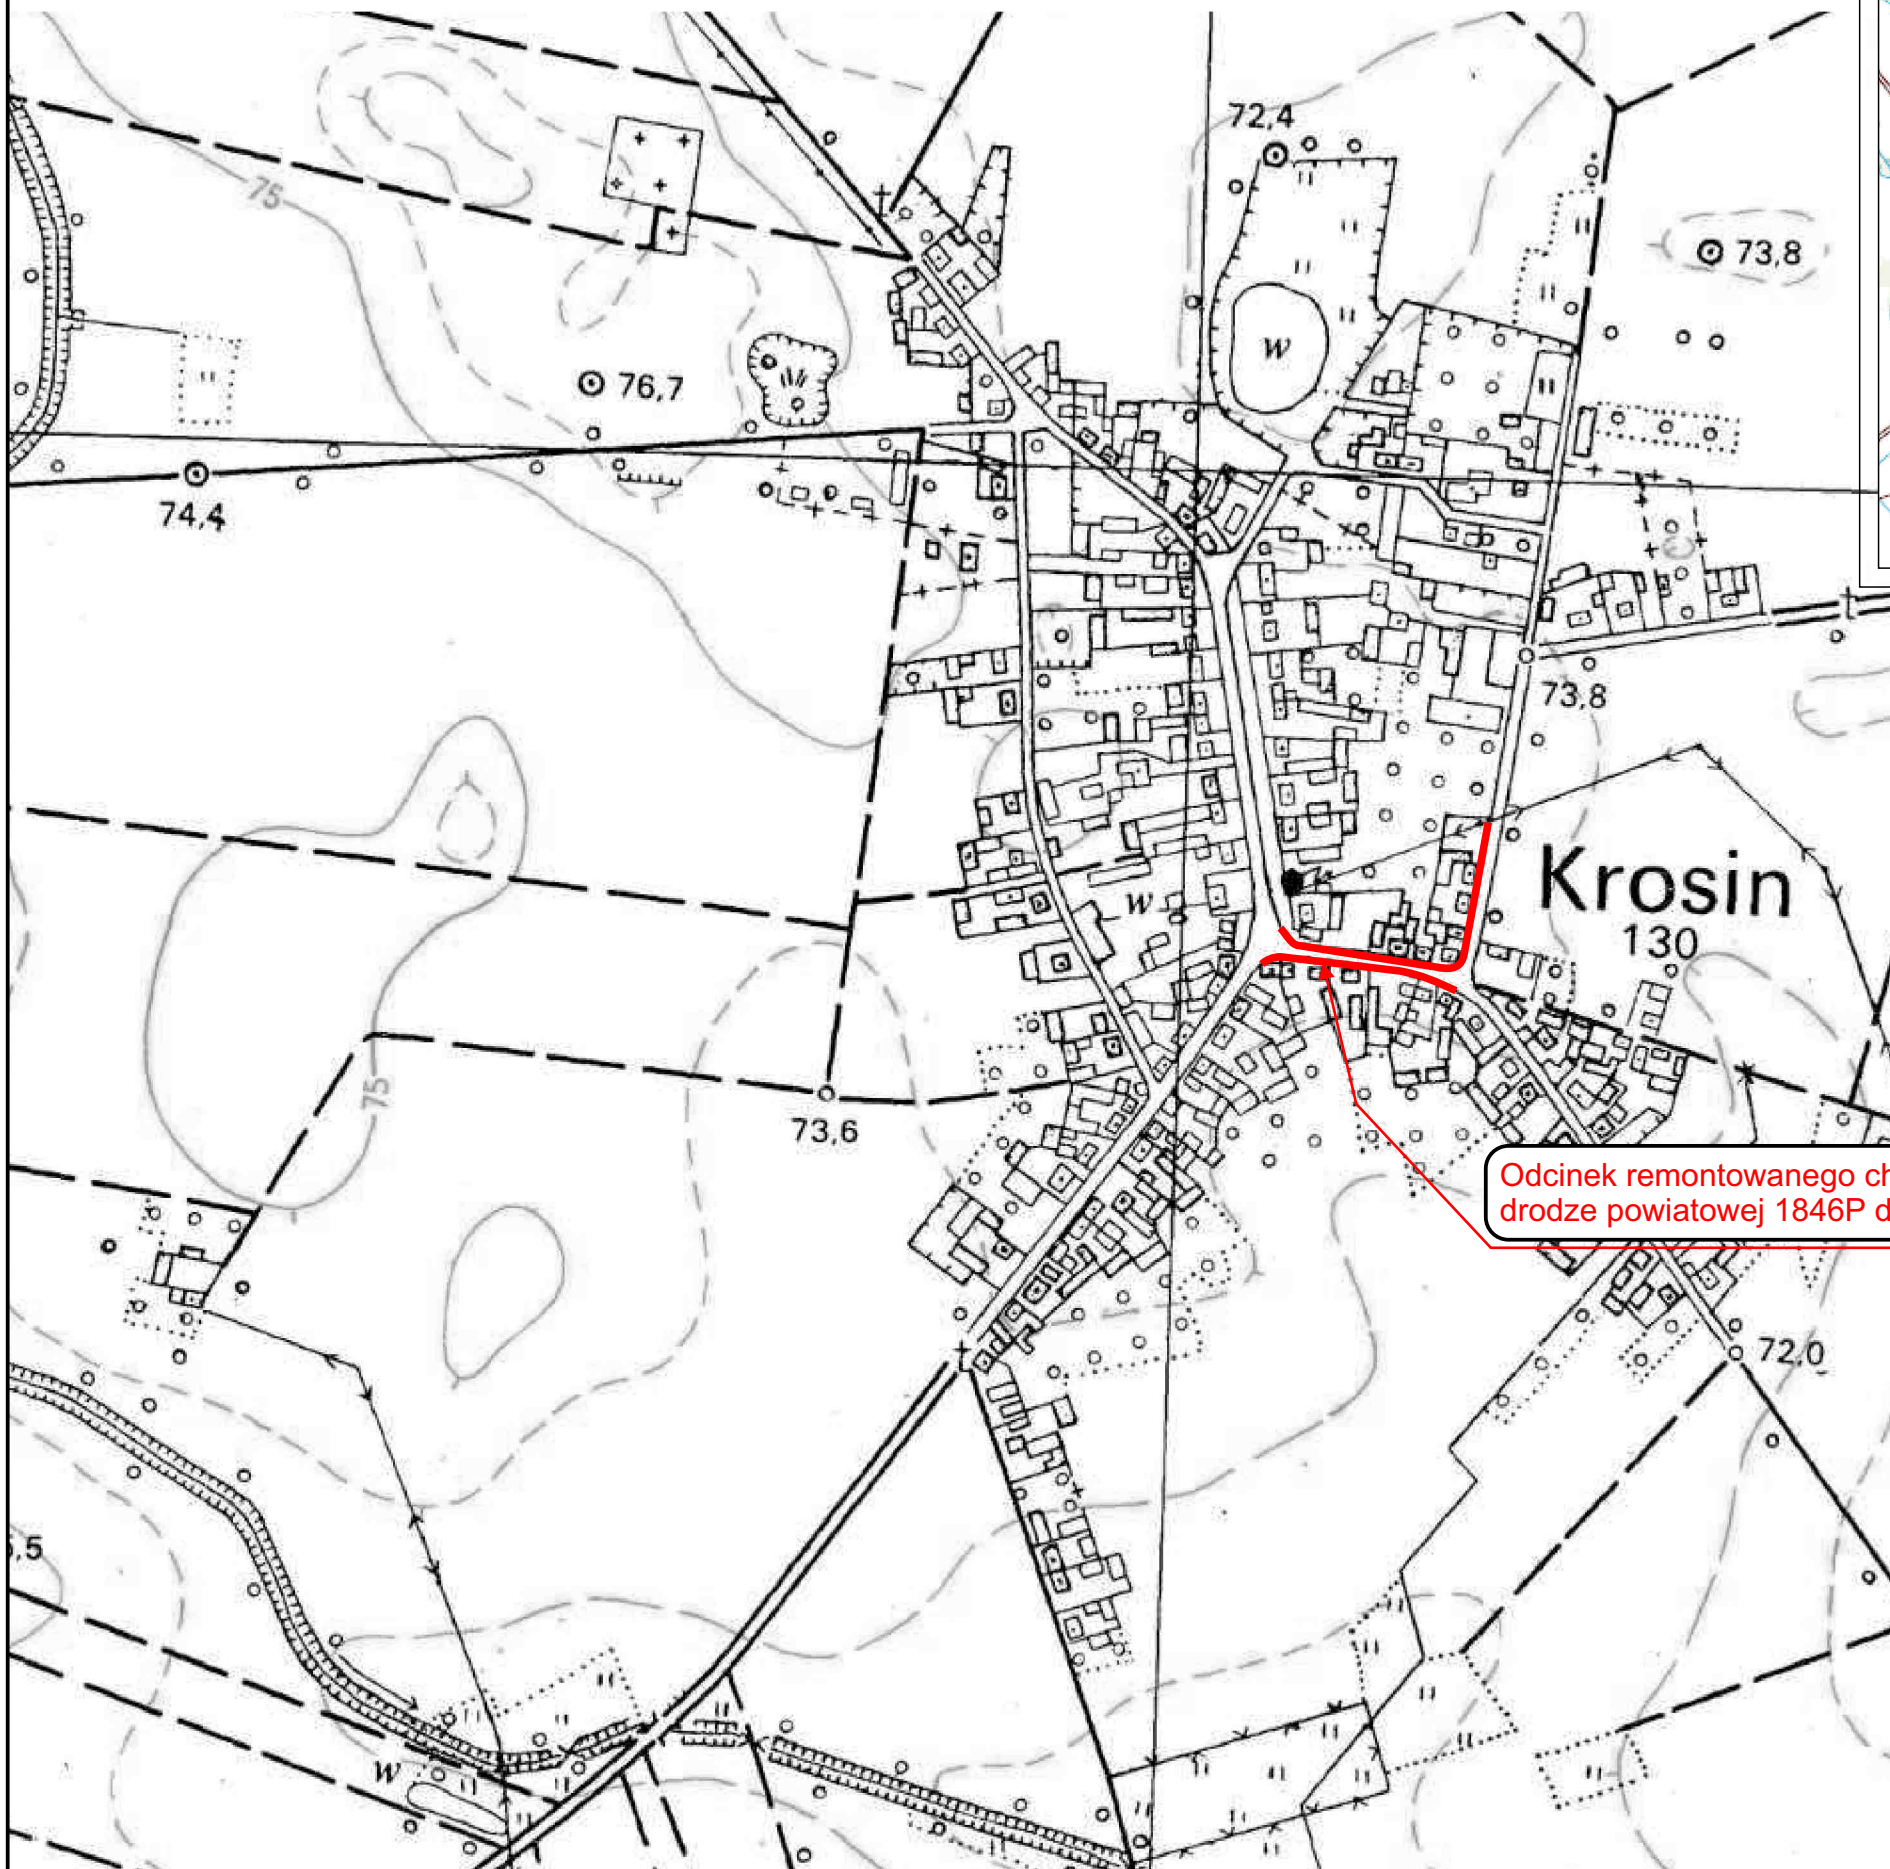 72,4
75
73,8
76,7
w
74,4
73,8
Krosin
130
w
75
73,6
Odcinek remontowanego ch
drodze powiatowej 1846P d
72,0
,5
w